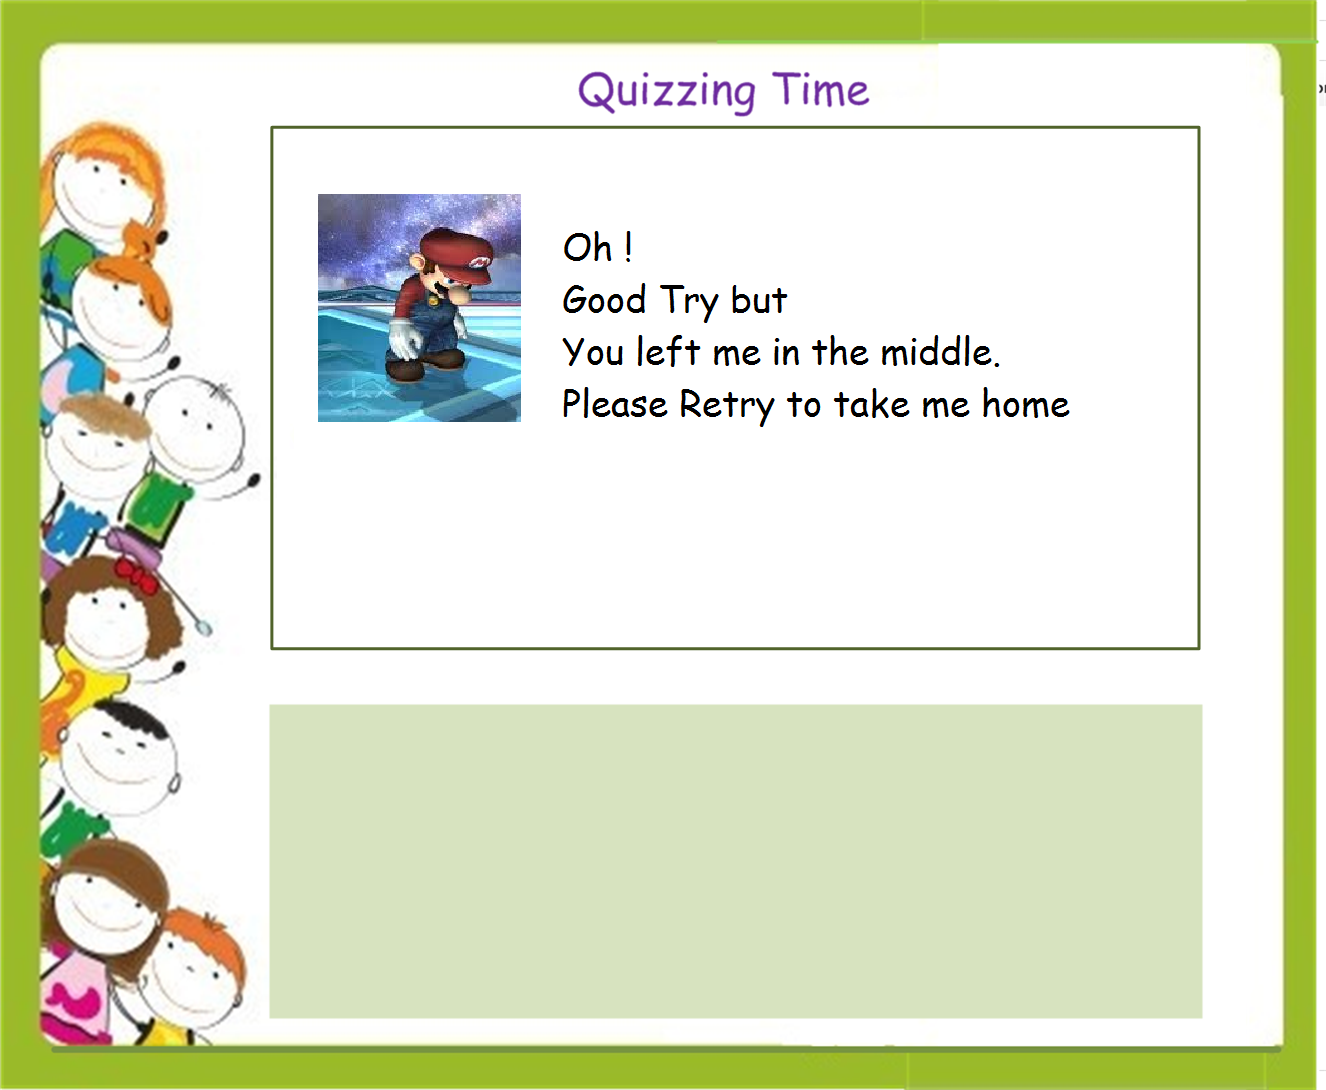 Quizzing Time
Oh !
Good Try but
You left me in the middle.
Please Retry to take me home